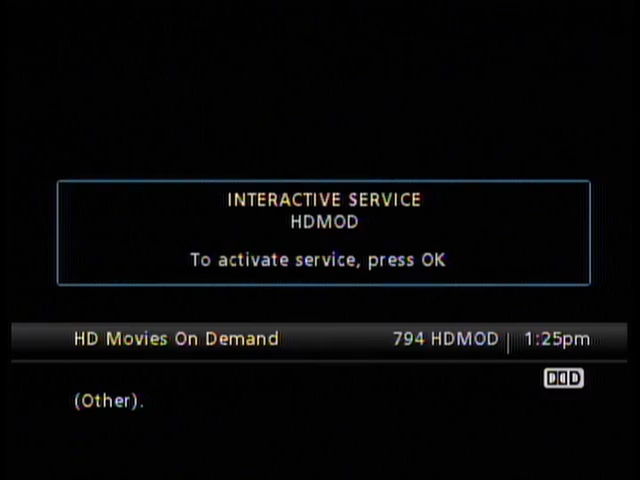 INTERACTIVE SERVICE
HDMOD
To activate service, press OK
HD Movies On Demand 794 HDMOD 1:25pm
(Other).